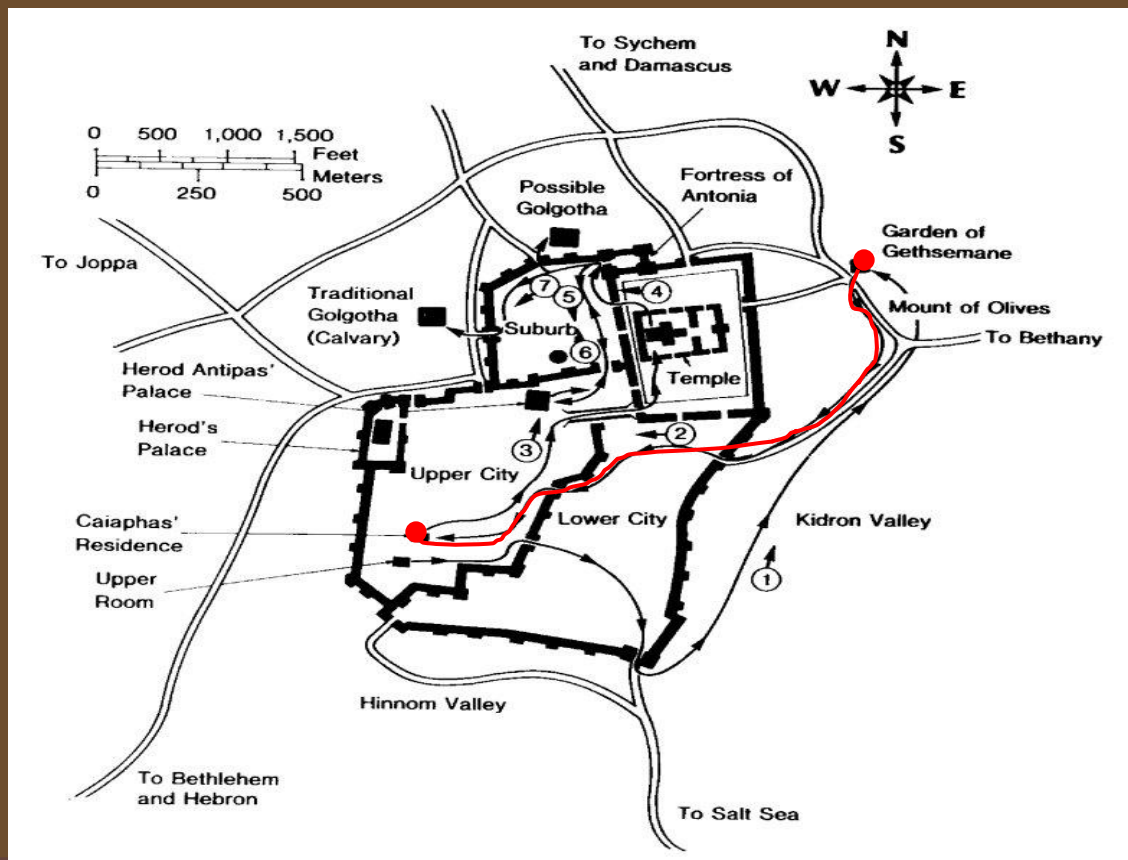 To Sychem
and Damascus
N
W
E
S
0 500 1,000 1,500
Feet
Meters
0 250 500
Possible
Golgotha
Fortress of
Antonia
Garden of
Gethsemane
To Joppa
Traditional
Golgotha
(Calvary)
7
5
4
Suburb
6
Mount of Olives
To Bethany
Herod Antipas'
Palace
Temple
Herod's
Palace
3
2
Upper City
Caiaphas'
Residence
Lower City
Kidron Valley
Upper
Room
1
Hinnom Valley
To Bethlehem
and Hebron
To Salt Sea